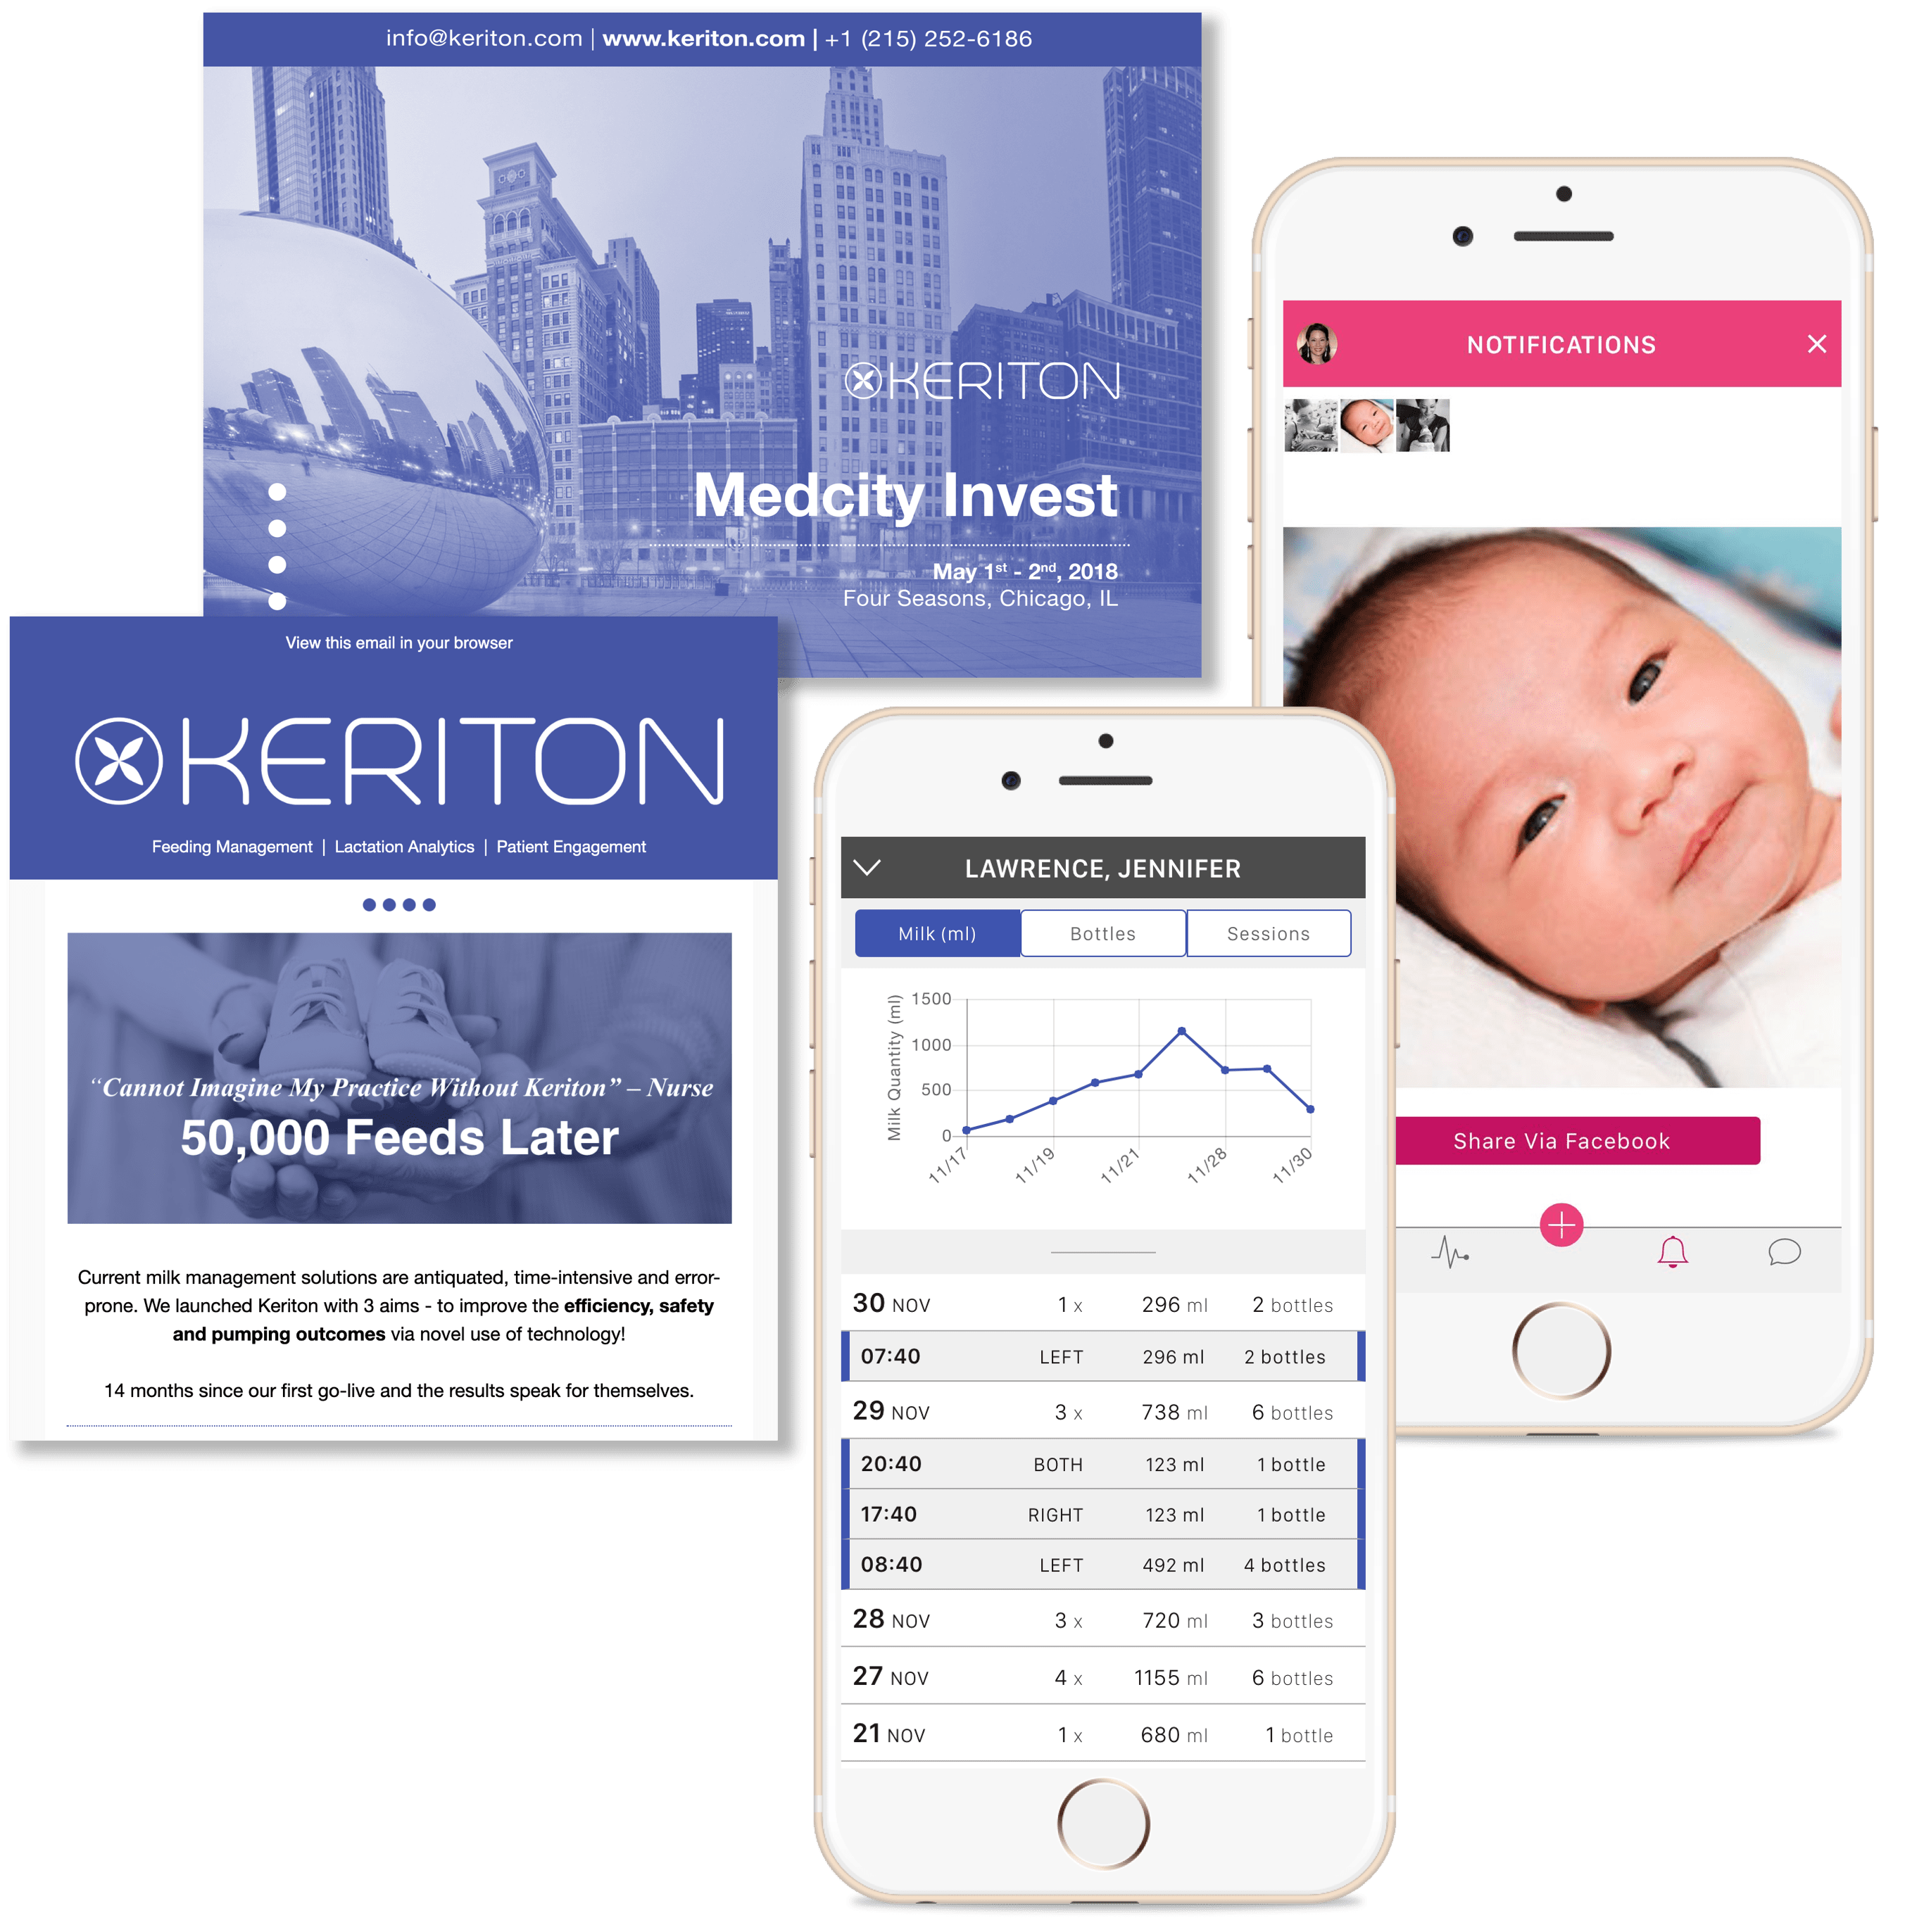 info@keriton.com | www.keriton.com | +1 (215) 252-6186
KERITON
Medcity Invest
May 1st - 2nd, 2018
Four Seasons, Chicago, IL
View this email in your browser
KERITON
Feeding Management | Lactation Analytics | Patient Engagement
“Cannot Imagine My Practice Without Keriton” – Nurse
50,000 Feeds Later
Current milk management solutions are antiquated, time-intensive and error-
prone. We launched Keriton with 3 aims - to improve the efficiency, safety
and pumping outcomes via novel use of technology!
14 months since our first go-live and the results speak for themselves.
NOTIFICATIONS
Share Via Facebook
LAWRENCE, JENNIFER
Milk (ml) Bottles Sessions
Milk Quantity (ml)
1500
1000
500
0
11/17 11/19 11/21 11/28 11/30
30 NOV 1 x 296 ml 2 bottles
07:40 LEFT 296 ml 2 bottles
29 NOV 3 x 738 ml 6 bottles
20:40 BOTH 123 ml 1 bottle
17:40 RIGHT 123 ml 1 bottle
08:40 LEFT 492 ml 4 bottles
28 NOV 3 x 720 ml 3 bottles
27 NOV 4 x 1155 ml 6 bottles
21 NOV 1 x 680 ml 1 bottle